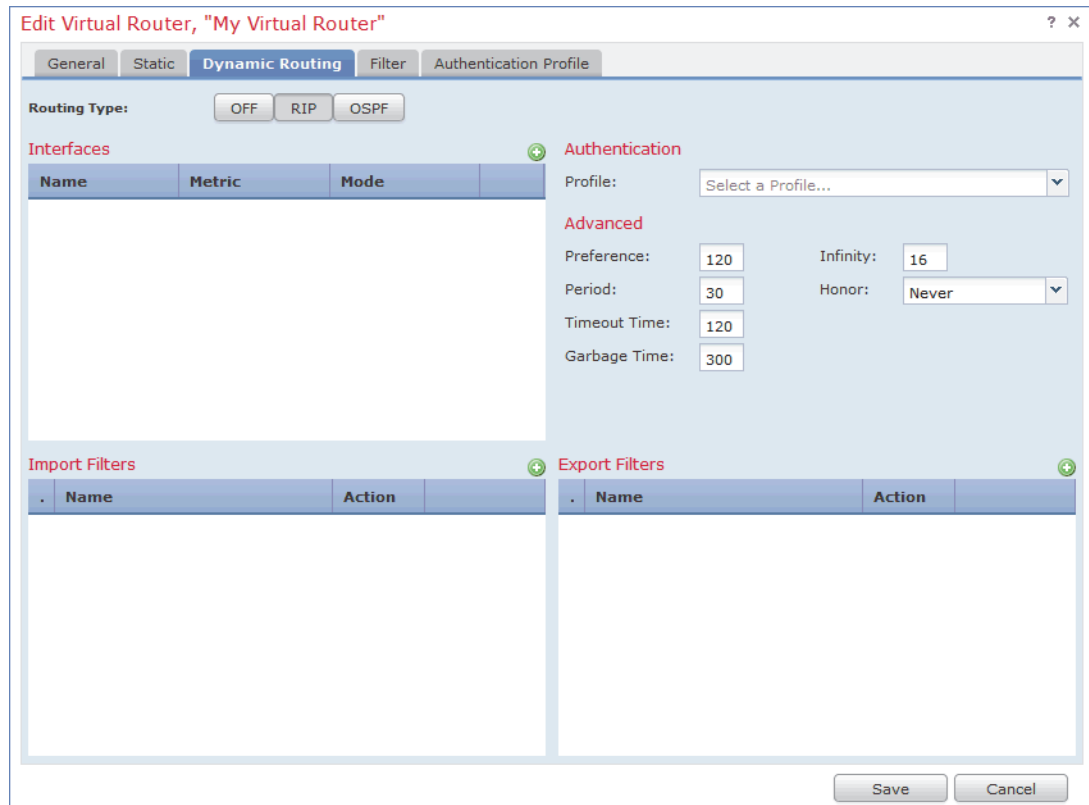 Edit Virtual Router, "My Virtual Router" ?
General Static Dynamic Routing Filter Authentication Profile
Routing Type: OFF RIP OSPF
Interfaces
Name Metric Mode
Authentication
Profile: Select a Profile...
Advanced
Preference: 120 Infinity: 16
Period: 30 Honor: Never
Timeout Time: 120
Garbage Time: 300
Import Filters
. Name Action
Export Filters
. Name Action
Save Cancel